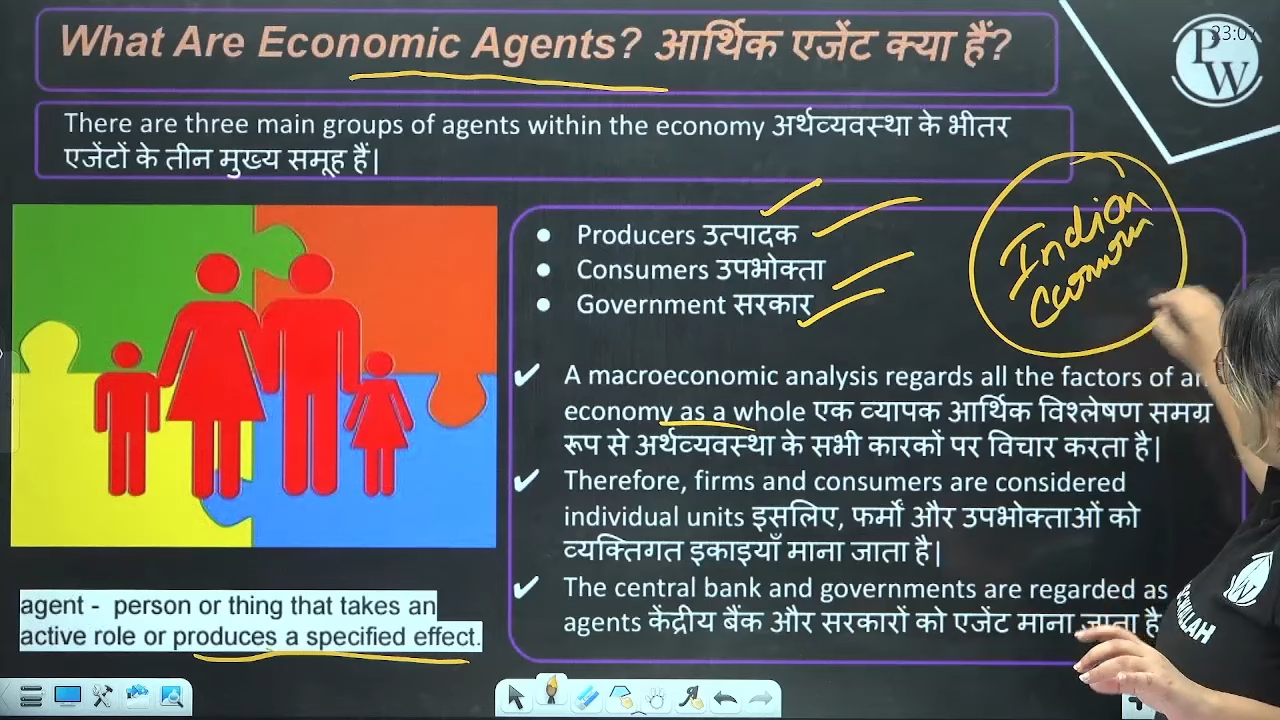 What Are Economic Agents? आर्थिक एजेंट क्या हैं?
23:0
PW
There are three main groups of agents within the economy अर्थव्यवस्था के भीतर
एजेंटों के तीन मुख्य समूह हैं|
Indian
Producers उत्पादक
Consumers उपभोक्ता
Government सरकार
A macroeconomic analysis regards all the factors of an
economy as a whole एक व्यापक आर्थिक विश्लेषण समग्र
रूप से अर्थव्यवस्था के सभी कारकों पर विचार करता है|
Therefore, firms and consumers are considered
individual units इसलिए, फर्मों और उपभोक्ताओं को
व्यक्तिगत इकाइयाँ माना जाता है|
The central bank and governments are regarded as
agents केंद्रीय बैंक और सरकारों को एजेंट माना जाता है
agent - person or thing that takes an
active role or produces a specified effect.